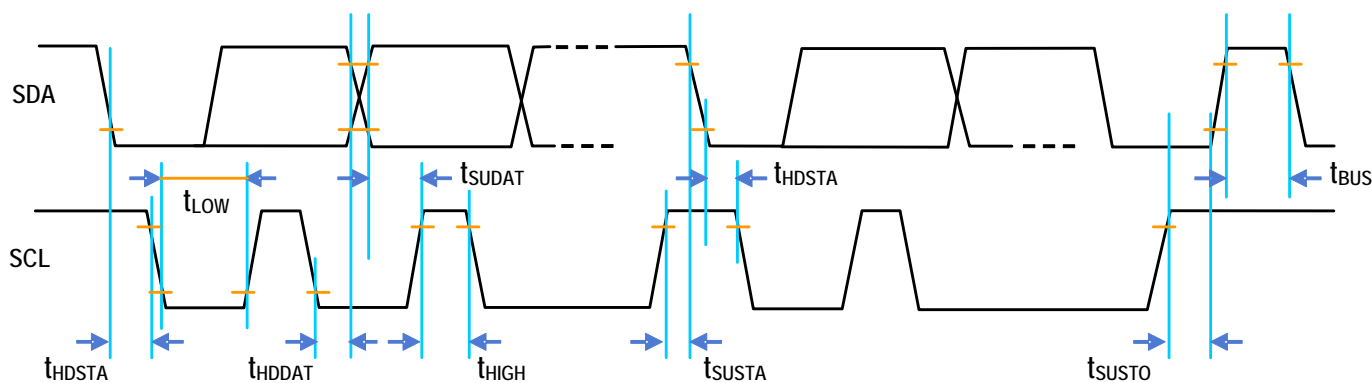 SDA
tSUDAT
tHDSTA
tBUS
tLOW
SCL
tHDSTA
tHDDAT
tHIGH
tSUSTA
tSUSTO